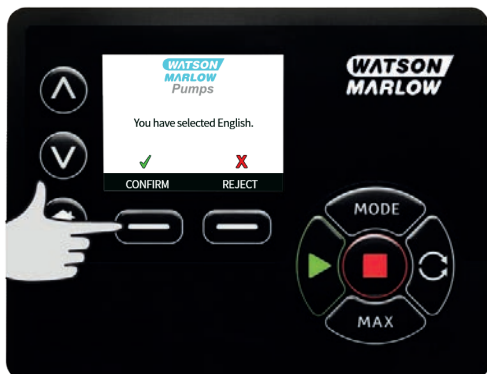 WATSON
MARLOW
Pumps
You have selected English.
CONFIRM
REJECT
WATSON
MARLOW
MODE
MAX